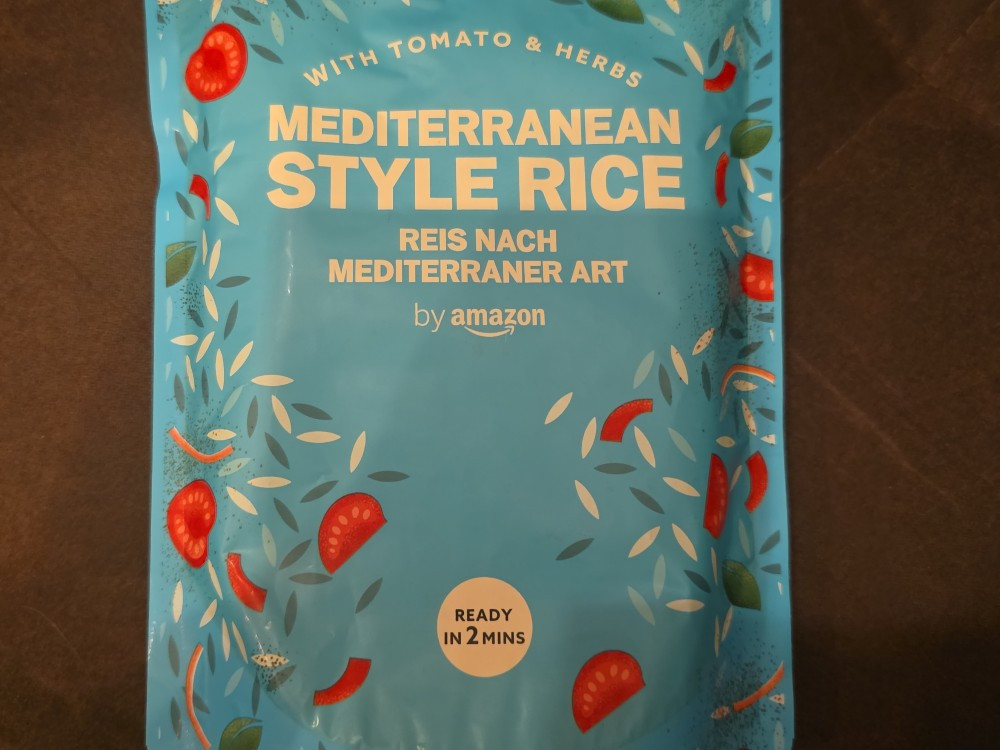 WITH TOMATO & HERBS
MEDITERRANEAN
STYLE RICE
REIS NACH
MEDITERRANER ART
by amazon
READY
IN 2 MINS